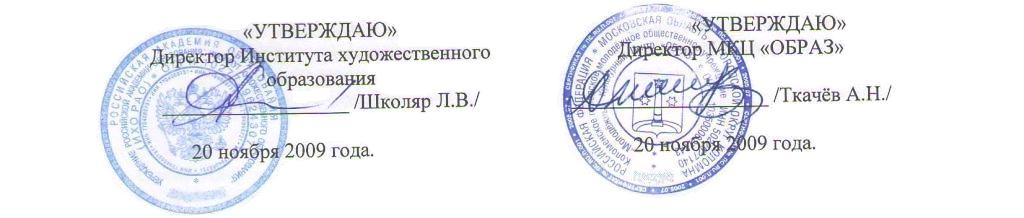 «УТВЕРЖДАЮ»
Директор Института художественного
образования
/Школяр Л.В./
20 ноября 2009 года.
«УТВЕРЖДАЮ»
Директор МКЦ «ОБРАЗ»
/Ткачёв А.Н./
20 ноября 2009 года.